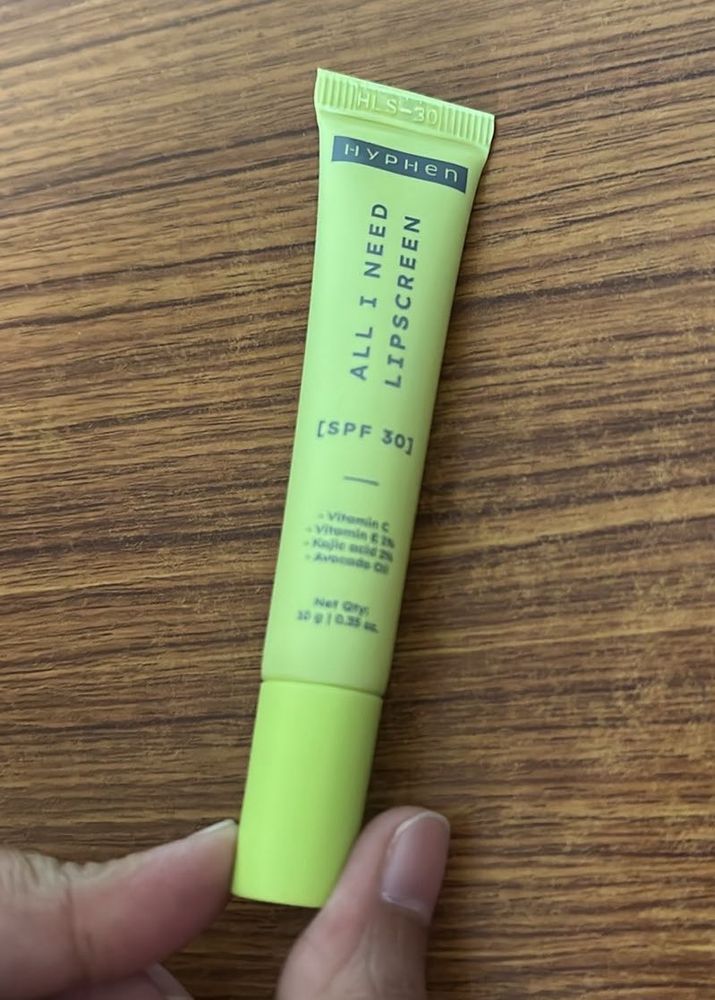 HLS-30
HYPHEN
ALL I NEED
LIPSCREEN
[SPF 30]
- Vitamin C
- Vitamin E 1%
- Kojic acid 2%
- Avocado Oil
Net Qty:
10 g | 0.35 oz.